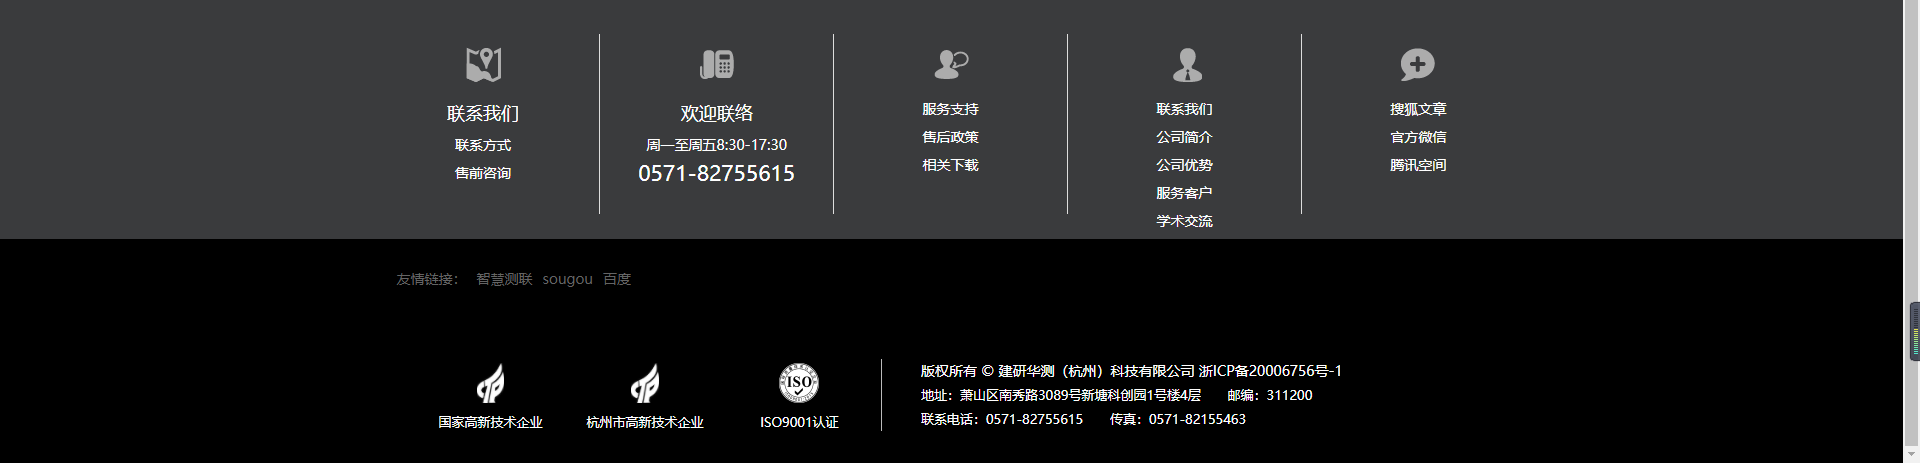 联系我们
联系方式
售前咨询
欢迎联络
周一至周五8:30-17:30
0571-82755615
服务支持
售后政策
相关下载
联系我们
公司简介
公司优势
服务客户
学术交流
搜狐文章
官方微信
腾讯空间
友情链接： 智慧测联 sougou 百度
国家高新技术企业
杭州市高新技术企业
ISO
ISO9001认证
版权所有 © 建研华测（杭州）科技有限公司 浙ICP备20006756号-1
地址：萧山区南秀路3089号新塘科创园1号楼4层 邮编：311200
联系电话：0571-82755615 传真：0571-82155463